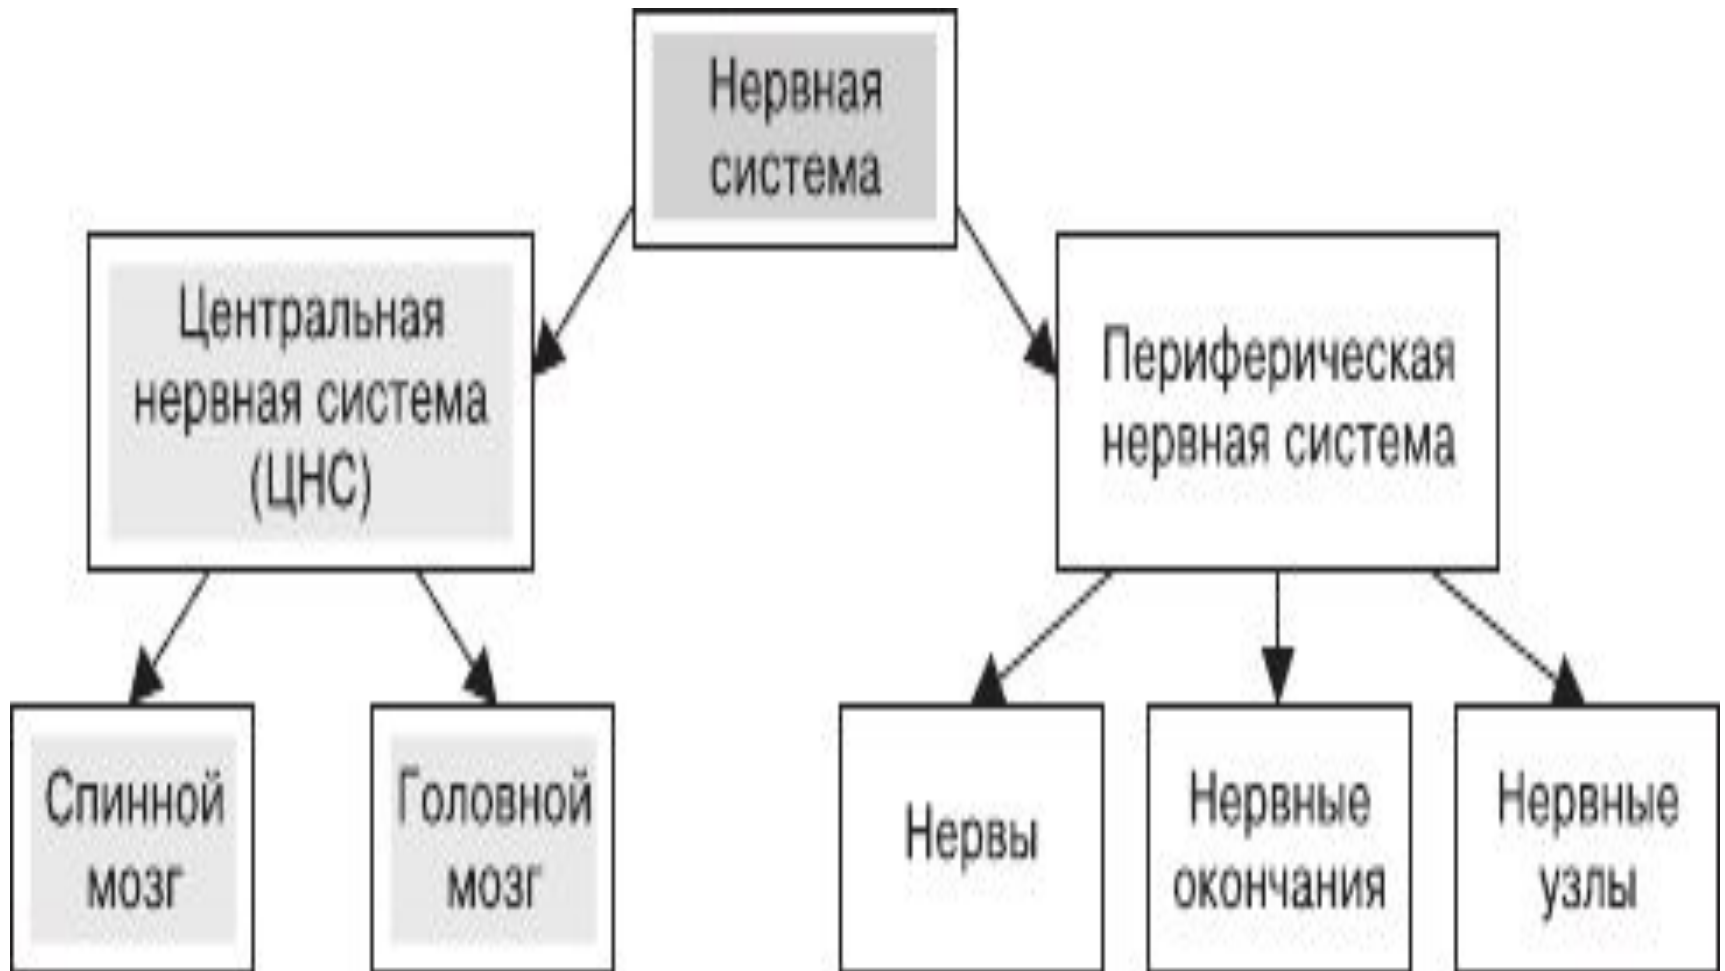 Нервная
система
Центральная
нервная система
(ЦНС)
Периферическая
нервная система
Спинной
мозг
Головной
мозг
Нервы
Нервные
окончания
Нервные
узлы